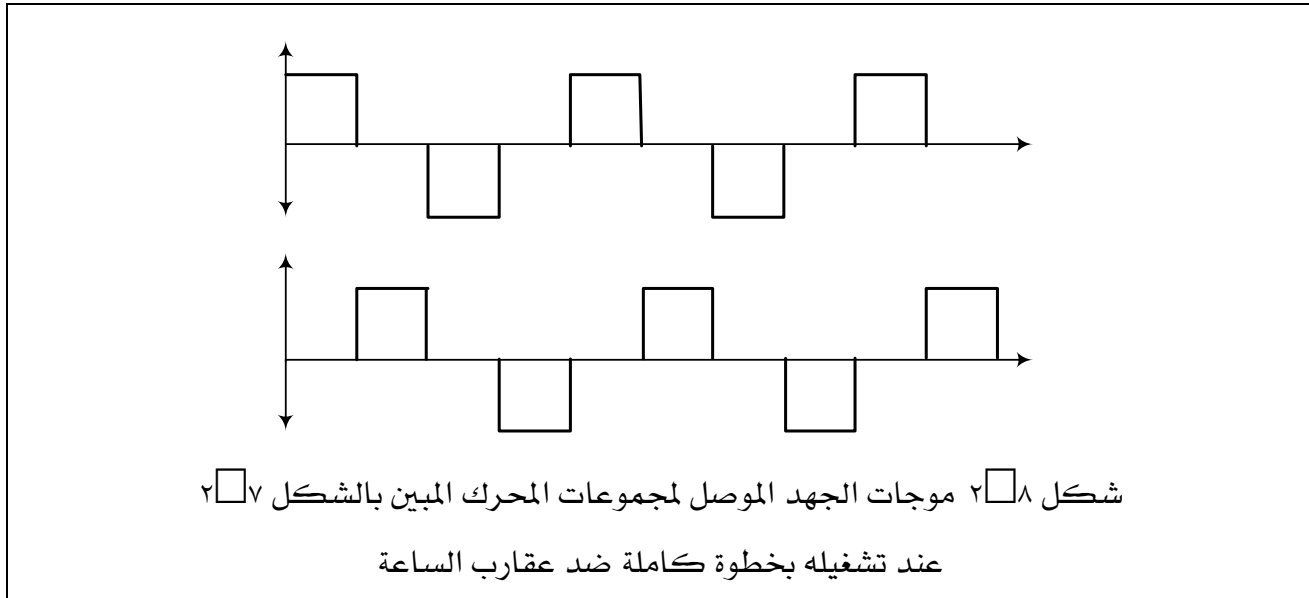 شكل ٨□٢ موجات الجهد الموصل لمجموعات المحرك المبين بالشكل ٧□٢
عند تشغيله بخطوة كاملة ضد عقارب الساعة